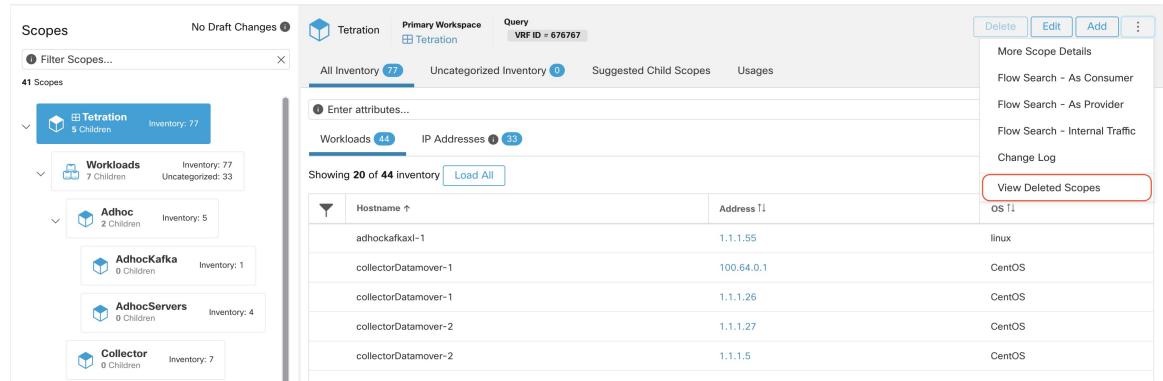 Scopes
No Draft Changes
Filter Scopes...
41 Scopes
Tetration
5 Children
Inventory: 77
Workloads
7 Children
Inventory: 77
Uncategorized: 33
Adhoc
2 Children
Inventory: 5
AdhocKafka
0 Children
Inventory: 1
AdhocServers
0 Children
Inventory: 4
Collector
0 Children
Inventory: 7
Tetration
Primary Workspace
Tetration
Query
VRF ID = 676767
Delete
Edit
Add
More Scope Details
Flow Search - As Consumer
Flow Search - As Provider
Flow Search - Internal Traffic
Change Log
View Deleted Scopes
All Inventory 77
Uncategorized Inventory 0
Suggested Child Scopes
Usages
Enter attributes...
Workloads 44
IP Addresses 33
Showing 20 of 44 inventory
Load All
Hostname ↑ Address ↑↓ OS ↑↓
adhockafkaxl-1 1.1.1.55 linux
collectorDatamover-1 100.64.0.1 CentOS
collectorDatamover-1 1.1.1.26 CentOS
collectorDatamover-2 1.1.1.27 CentOS
collectorDatamover-2 1.1.1.5 CentOS